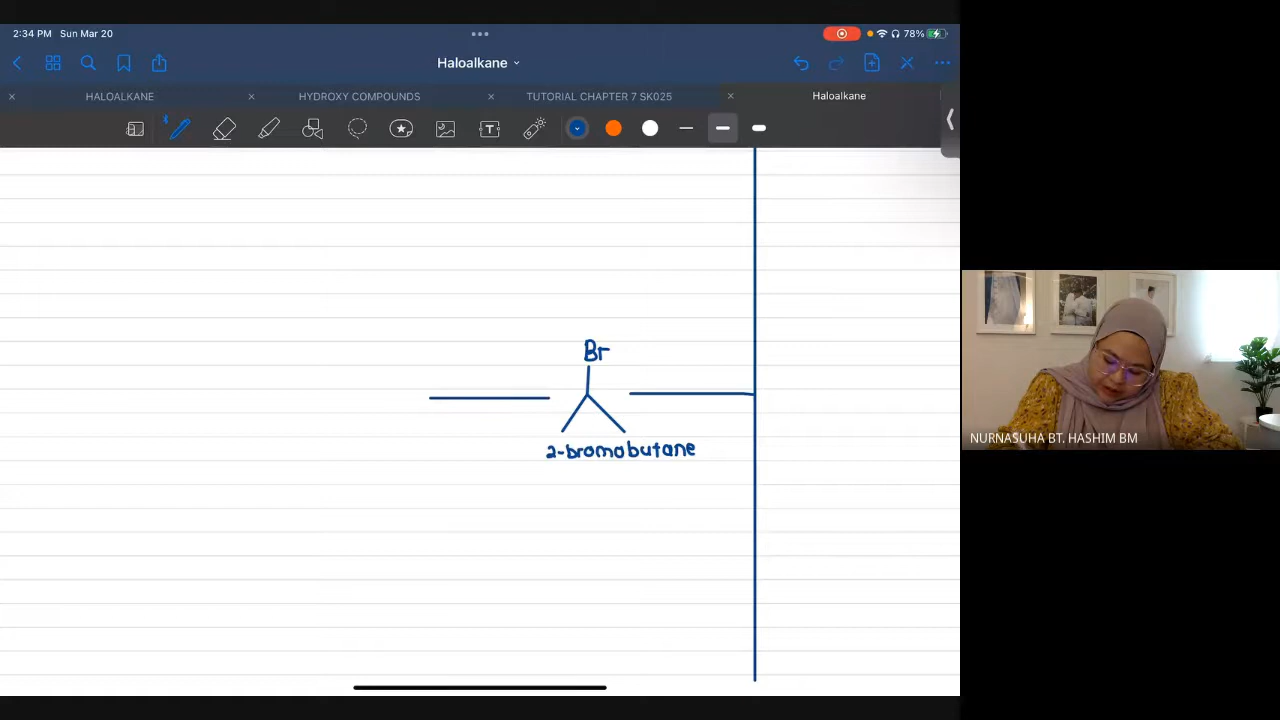 2:34 PM Sun Mar 20
78%
Haloalkane
HALOALKANE
HYDROXY COMPOUNDS
TUTORIAL CHAPTER 7 SK025
Haloalkane
Br
2-bromobutane
NURNASUHA BT. HASHIM BM